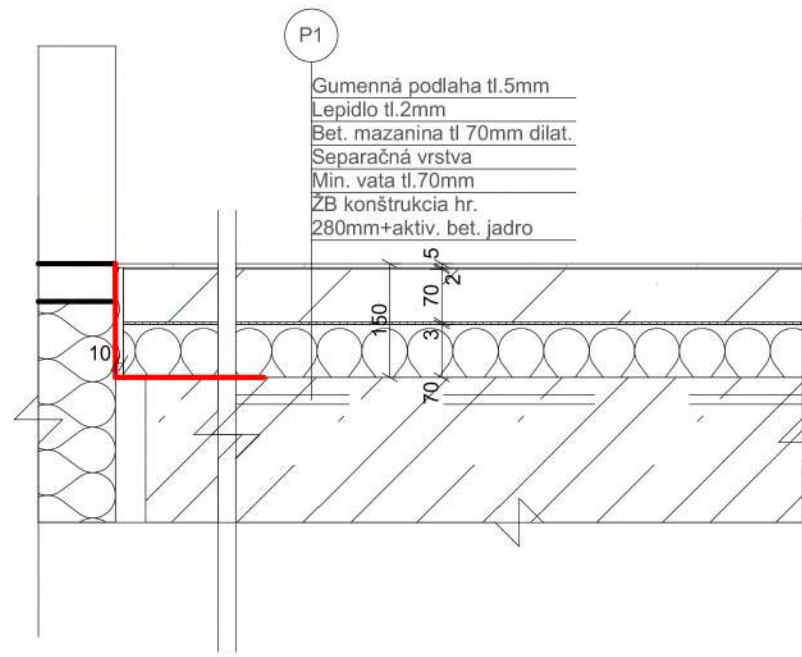 P1
Gumenná podlaha tl.5mm
Lepidlo tl.2mm
Bet. mazanina tl 70mm dilat.
Separačná vrstva
Min. vata tl.70mm
ŽB konštrukcia hr.
280mm+aktiv. bet. jadro
5
2
70
150
3
10
70